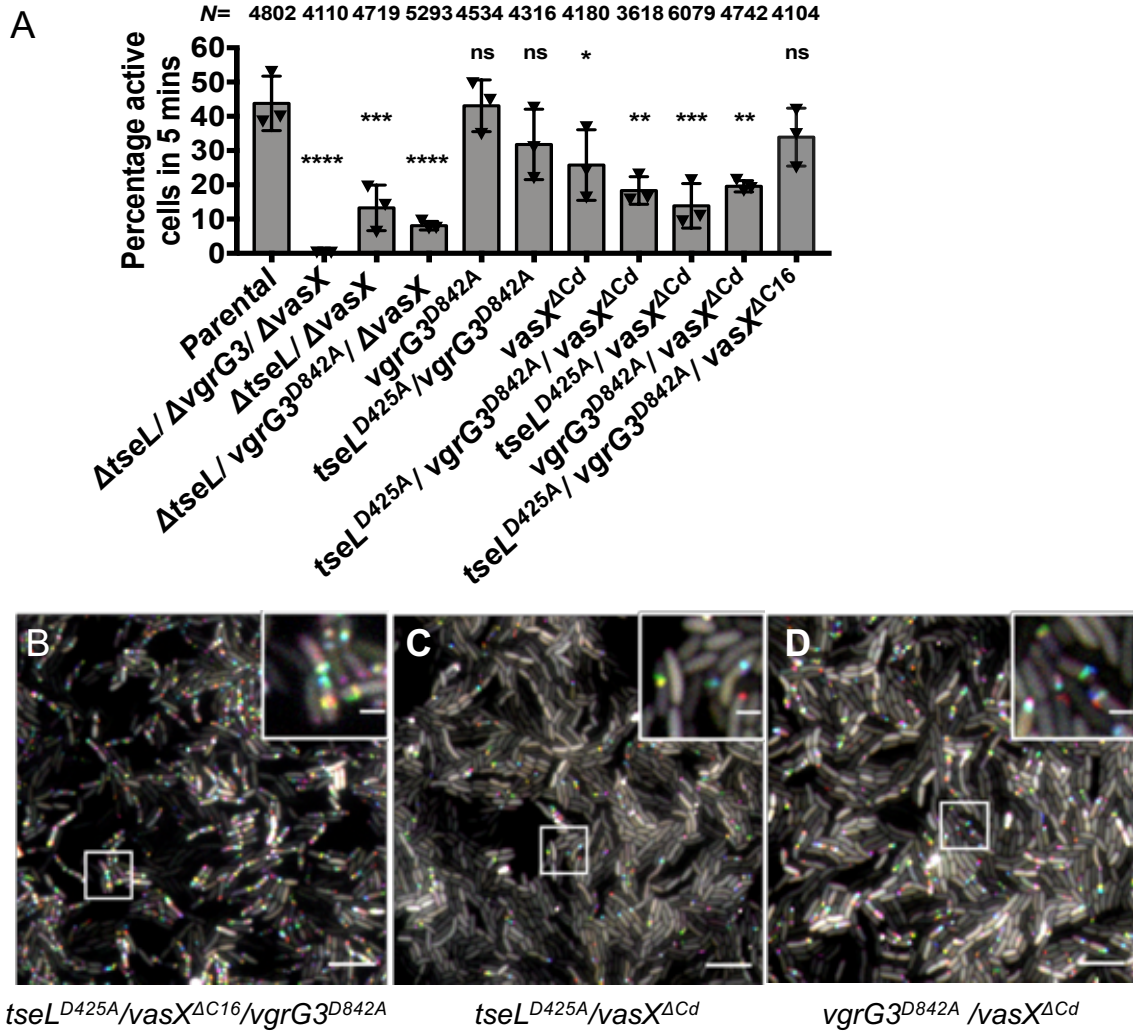 A
N= 4802 4110 4719 5293 4534 4316 4180 3618 6079 4742 4104
60
50
40
30
20
10
0
Percentage active
cells in 5 mins
**** *** **** ns ns * ** *** ** ns
Parental
ΔtseL/ ΔvgrG3/ ΔvasX
ΔtseL/ ΔvasX
ΔtseL/ vgrG3D842A/ ΔvasX
vgrG3D842A
tseLD425A/vgrG3D842A
vasXΔCd
tseLD425A/ vgrG3D842A/ vasXΔCd
tseLD425A/ vasXΔCd
vgrG3D842A/ vasXΔCd
tseLD425A/ vgrG3D842A/ vasXΔC16
B
C
D
tseLD425A/vasXΔC16/vgrG3D842A
tseLD425A/vasXΔCd
vgrG3D842A /vasXΔCd